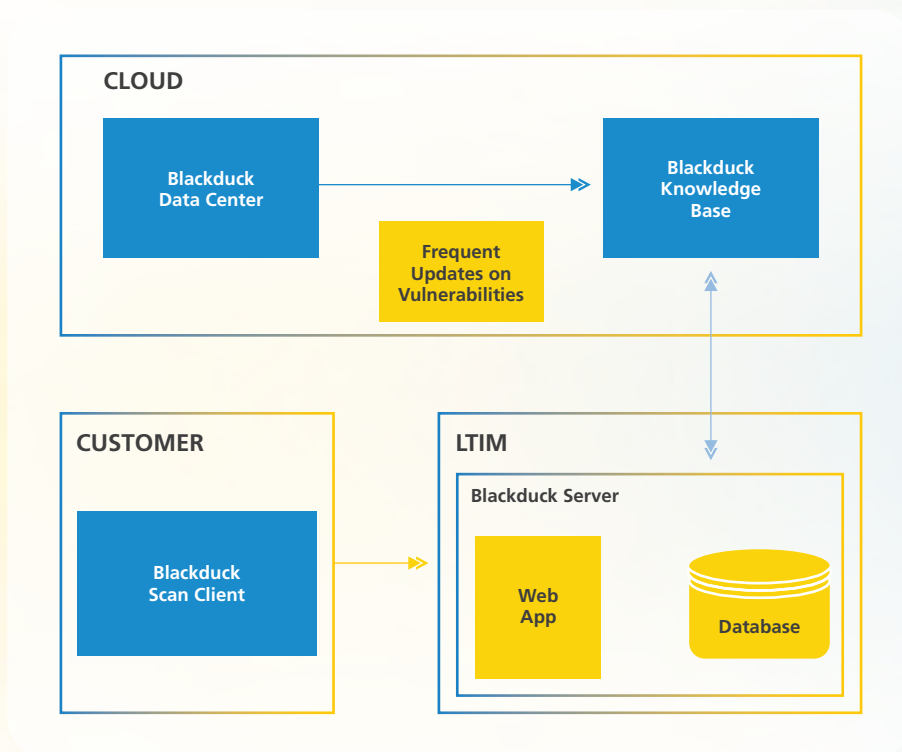 CLOUD
Blackduck
Data Center
Blackduck
Knowledge
Base
Frequent
Updates on
Vulnerabilities
CUSTOMER
Blackduck
Scan Client
LTIM
Blackduck Server
Web
App
Database